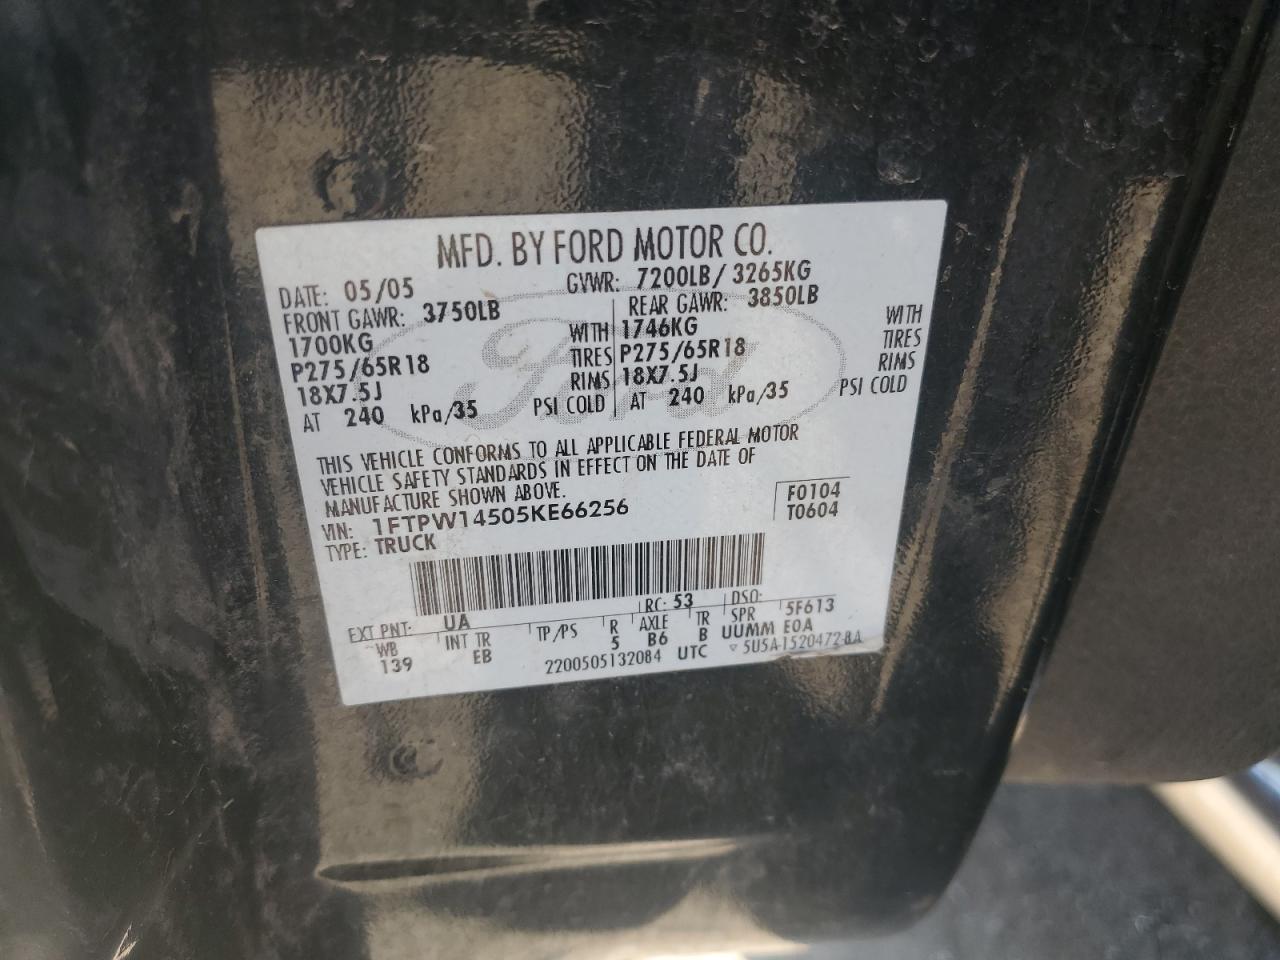 MFD. BY FORD MOTOR CO.
DATE: 05/05 GVWR: 7200LB/ 3265KG
FRONT GAWR: 3750LB REAR GAWR: 3850LB
1700KG WITH 1746KG WITH
P275/65R18 TIRES P275/65R18 TIRES
18X7.5J RIMS 18X7.5J RIMS
AT 240 kPa/35 PSI COLD AT 240 kPa/35 PSI COLD
Ford
THIS VEHICLE CONFORMS TO ALL APPLICABLE FEDERAL MOTOR
VEHICLE SAFETY STANDARDS IN EFFECT ON THE DATE OF
MANUFACTURE SHOWN ABOVE.
VIN: 1FTPW14505KE66256 F0104
TYPE: TRUCK T0604
EXT PNT: UA RC: 53 DSO:
WB INT TR TP/PS R AXLE TR SPR 5F613
139 EB 5 B6 B UUMM E0A
2200505132084 UTC ▽ 5U5A-1520472-BA